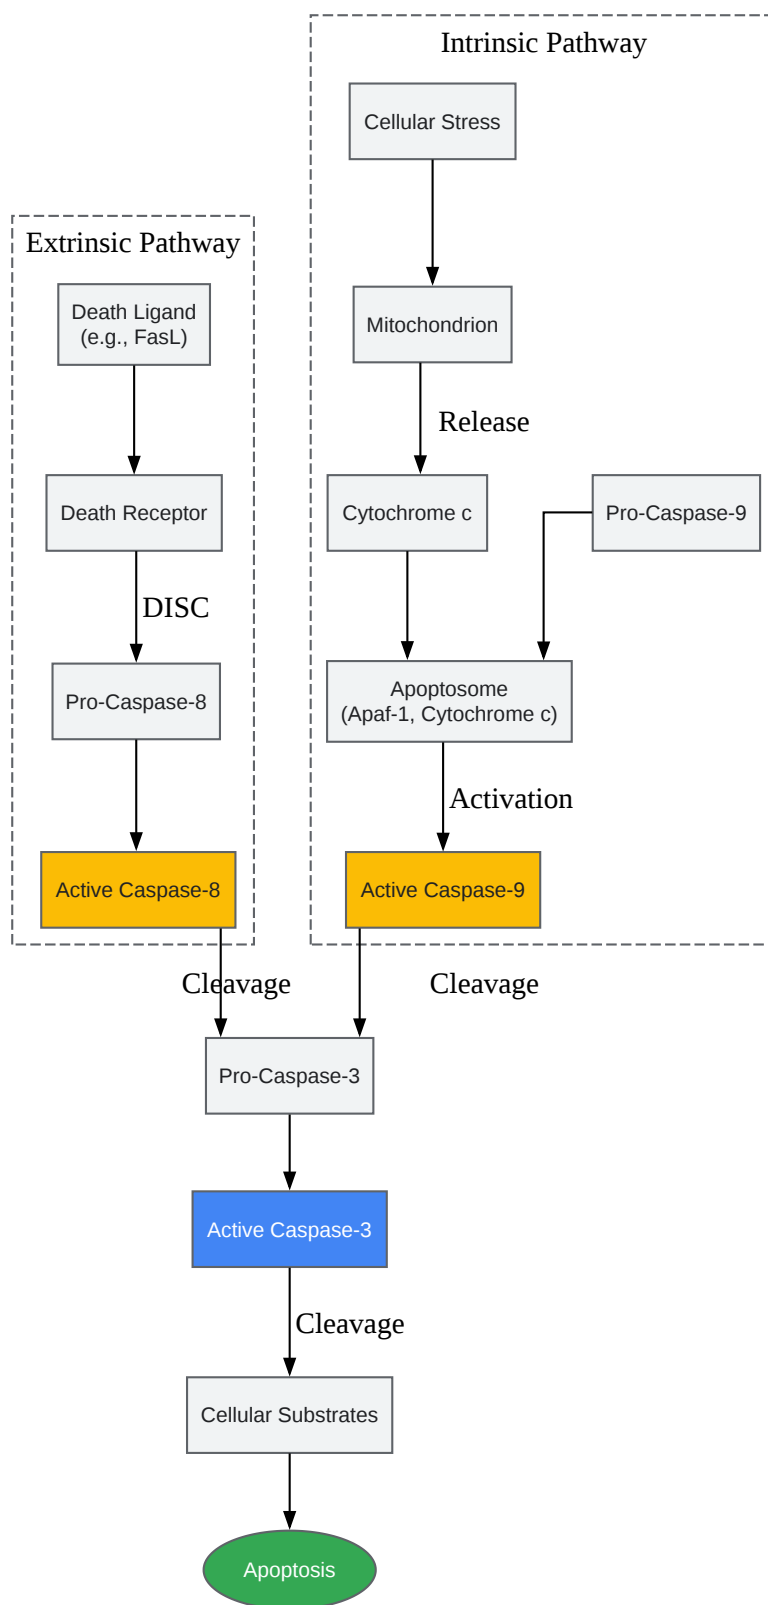 Intrinsic Pathway
Cellular Stress
Extrinsic Pathway
Death Ligand
(e.g., FasL)
Mitochondrion
Release
Death Receptor
Cytochrome c
Pro-Caspase-9
DISC
Pro-Caspase-8
Apoptosome
(Apaf-1, Cytochrome c)
Activation
Active Caspase-8
Active Caspase-9
Cleavage
Cleavage
Pro-Caspase-3
Active Caspase-3
Cleavage
Cellular Substrates
Apoptosis